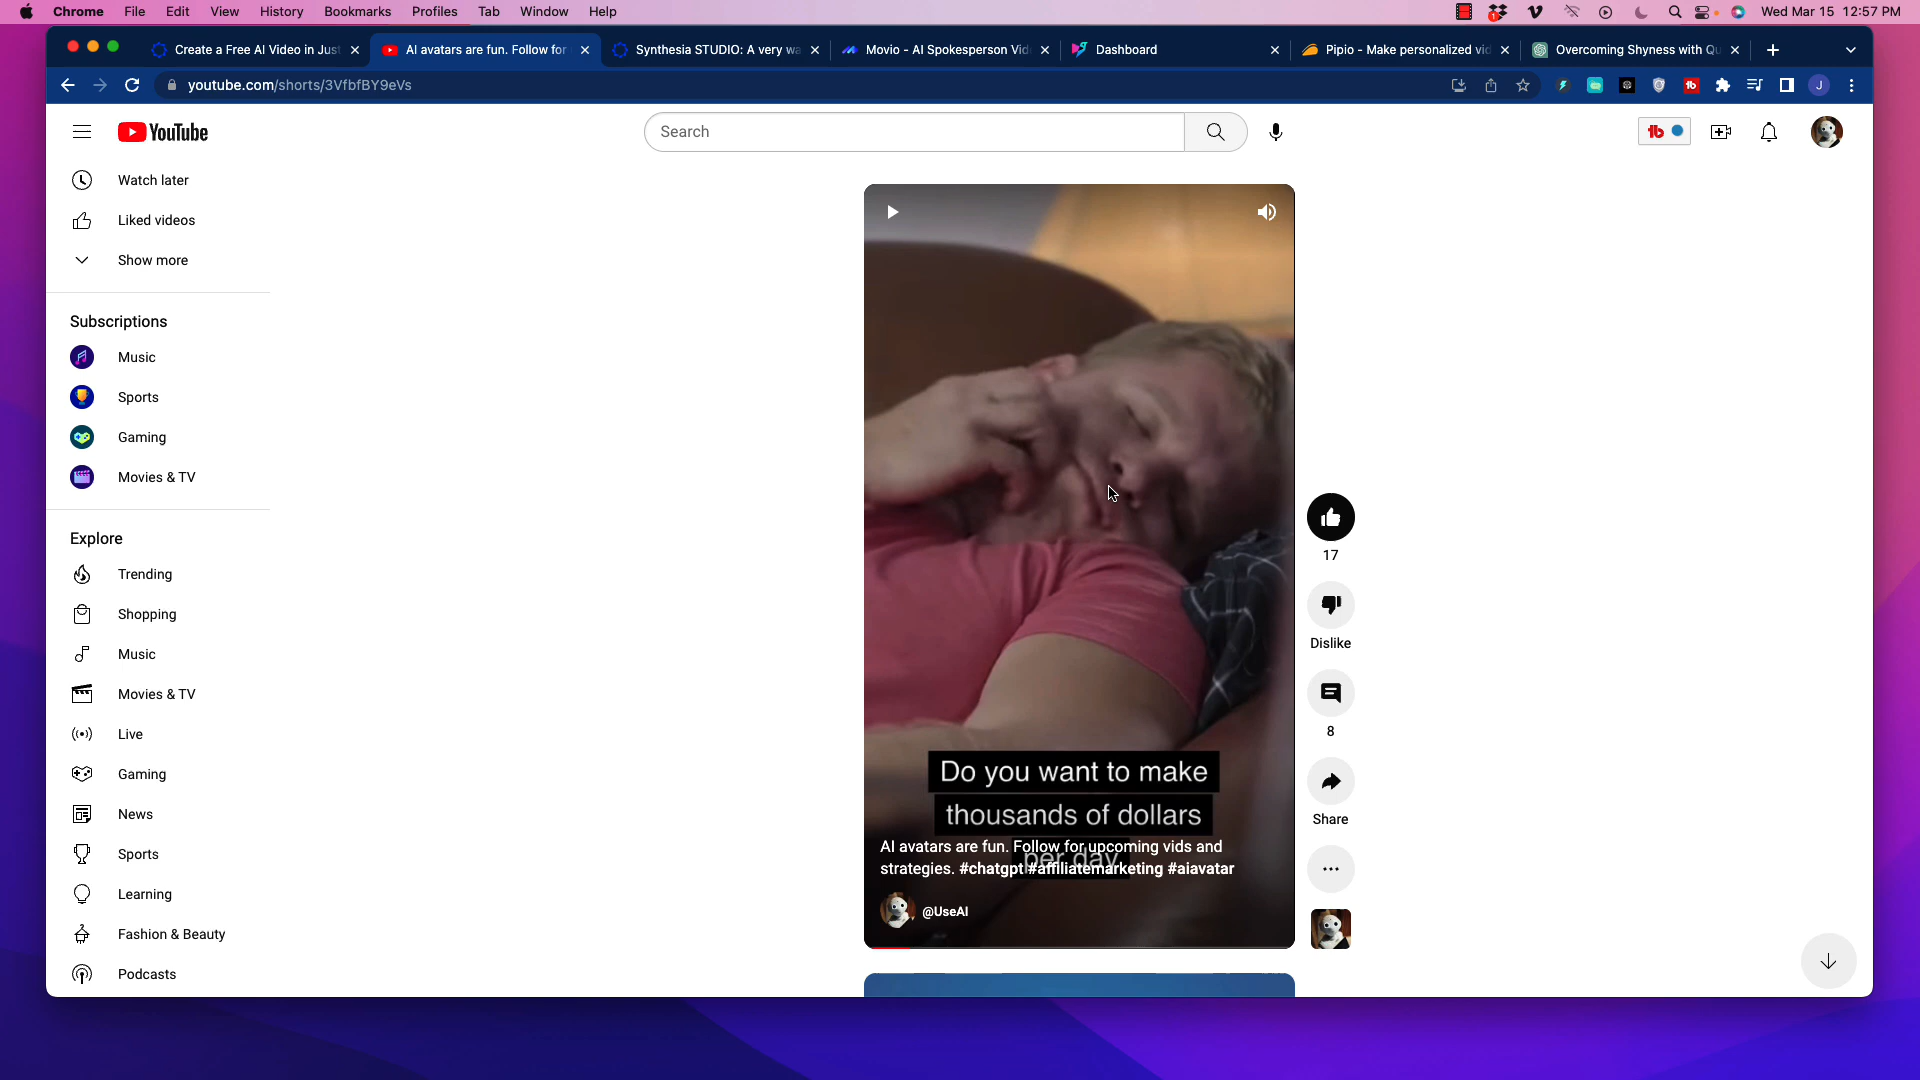 Chrome File Edit View History Bookmarks Profiles Tab Window Help
1
Wed Mar 15 12:57 PM
Create a Free AI Video in Just
AI avatars are fun. Follow for
Synthesia STUDIO: A very wa
Movio - AI Spokesperson Vid
Dashboard
Pipio - Make personalized vid
Overcoming Shyness with Qu
youtube.com/shorts/3VfbfBY9eVs
J
YouTube
Search
tb
Watch later
Liked videos
Show more
Subscriptions
Music
Sports
Gaming
Movies & TV
Explore
Trending
Shopping
Music
Movies & TV
Live
Gaming
News
Sports
Learning
Fashion & Beauty
Podcasts
Do you want to make
thousands of dollars
per day
AI avatars are fun. Follow for upcoming vids and
strategies. #chatgpt #affiliatemarketing #aiavatar
@UseAI
17
Dislike
8
Share